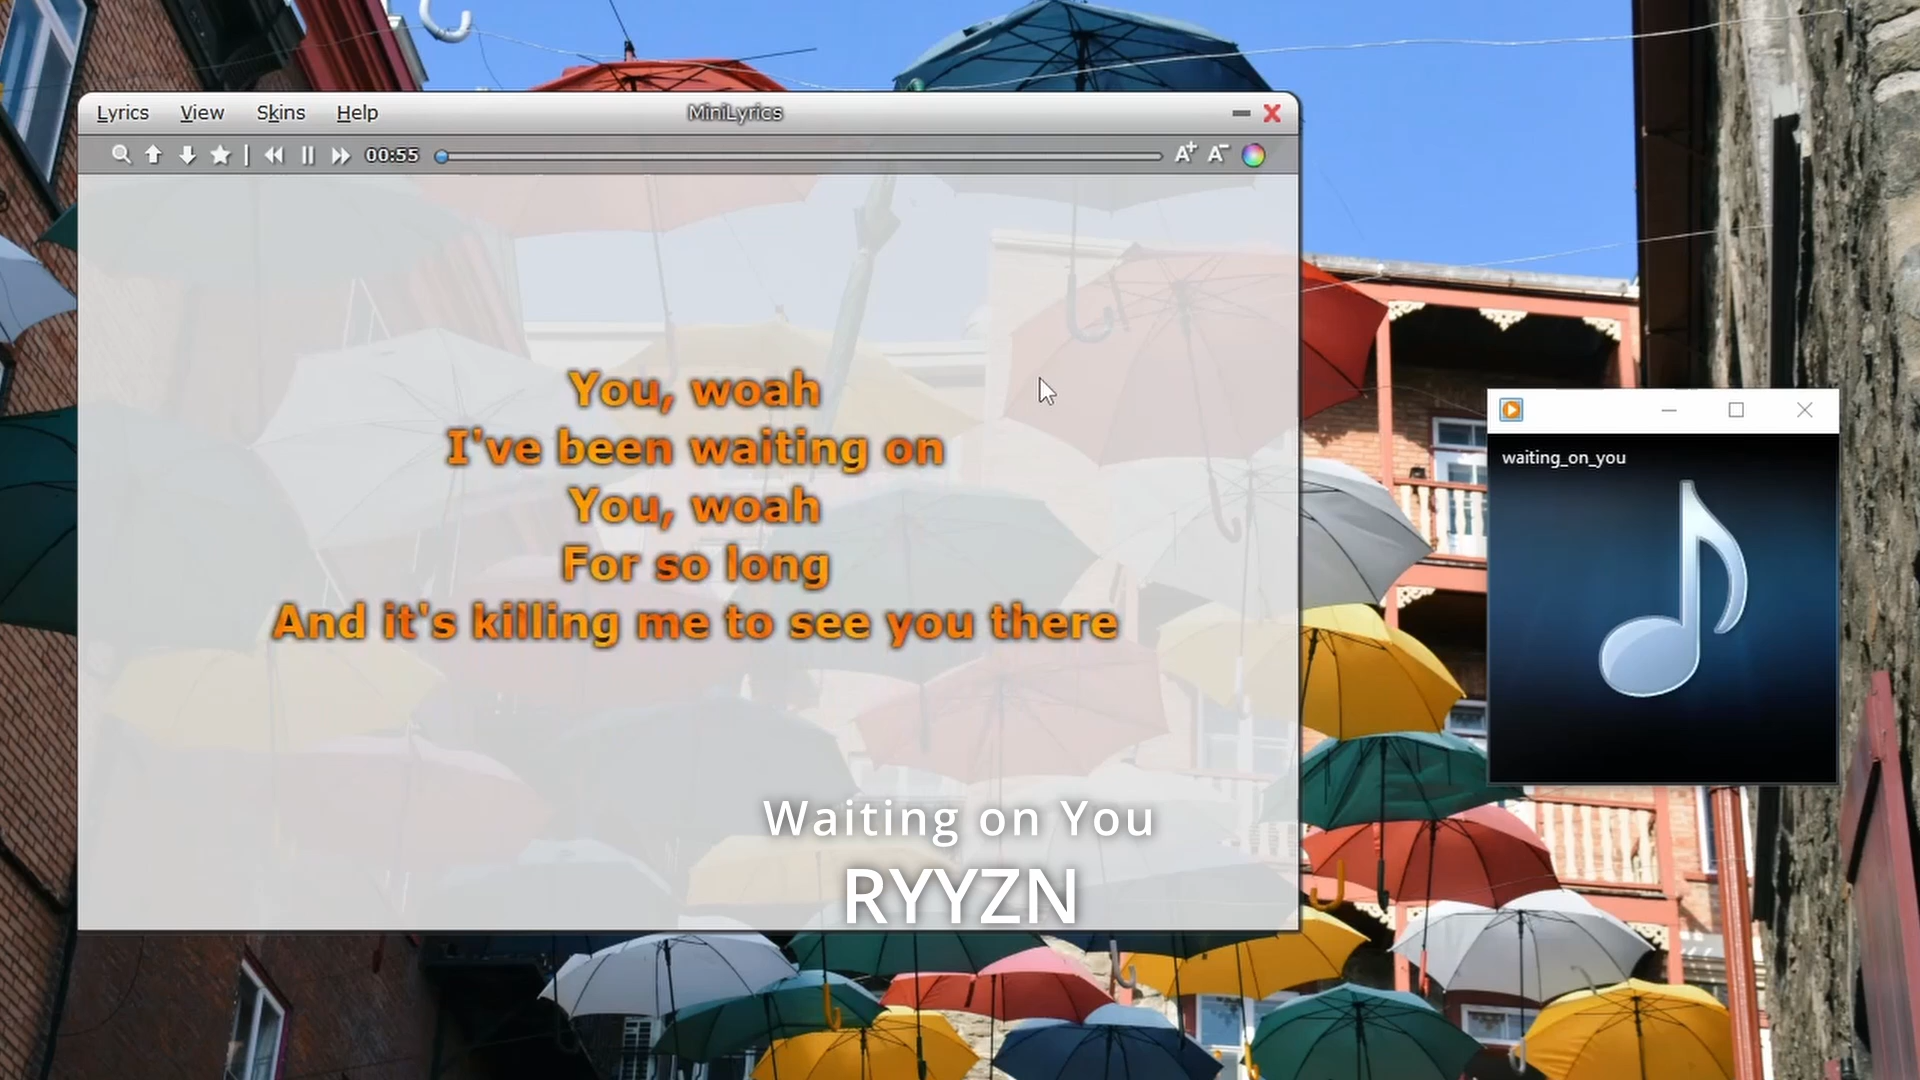 Lyrics View Skins Help MiniLyrics
00:55 A+ A-
You, woah
I've been waiting on
You, woah
For so long
And it's killing me to see you there
waiting_on_you
Waiting on You
RYYZN